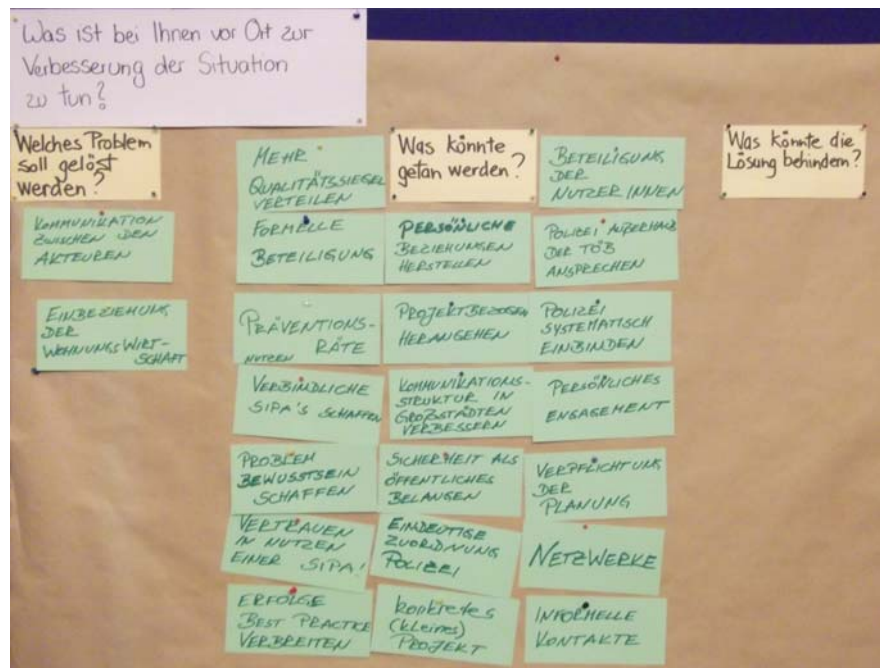 Was ist bei Ihnen vor Ort zur
Verbesserung der Situation
zu tun?
Welches Problem
soll gelöst
werden?
KOMMUNIKATION
ZWISCHEN DEN
AKTEUREN
EINBEZIEHUNG
DER
WOHNUNGSWIRT-
SCHAFT
MEHR
QUALITÄTSSIEGEL
VERTEILEN
FORMELLE
BETEILIGUNG
PRÄVENTIONS-
RÄTE
NUTZEN
VERBINDLICHE
SIPA'S SCHAFFEN
PROBLEM
BEWUSSTSEIN
SCHAFFEN
VERTRAUEN
IN NUTZEN
EINER SIPA!
ERFOLGE
BEST PRACTICE
VERBREITEN
Was könnte
getan werden?
PERSÖNLICHE
BEZIEHUNGEN
HERSTELLEN
PROJEKTBEZOGEN
HERANGEHEN
KOMMUNIKATIONS-
STRUKTUR IN
GROßSTÄDTEN
VERBESSERN
SICHERHEIT ALS
ÖFFENTLICHES
BELANGEN
EINDEUTIGE
ZUORDNUNG
POLIZEI
konkretes
(kleines)
PROJEKT
BETEILIGUNG
DER
NUTZERINNEN
POLIZEI AUßERHALB
DER TÖB
ANSPRECHEN
POLIZEI
SYSTEMATISCH
EINBINDEN
PERSÖNLICHES
ENGAGEMENT
VERPFLICHTUNG
DER
PLANUNG
NETZWERKE
INFORMELLE
KONTAKTE
Was könnte die
Lösung behindern?